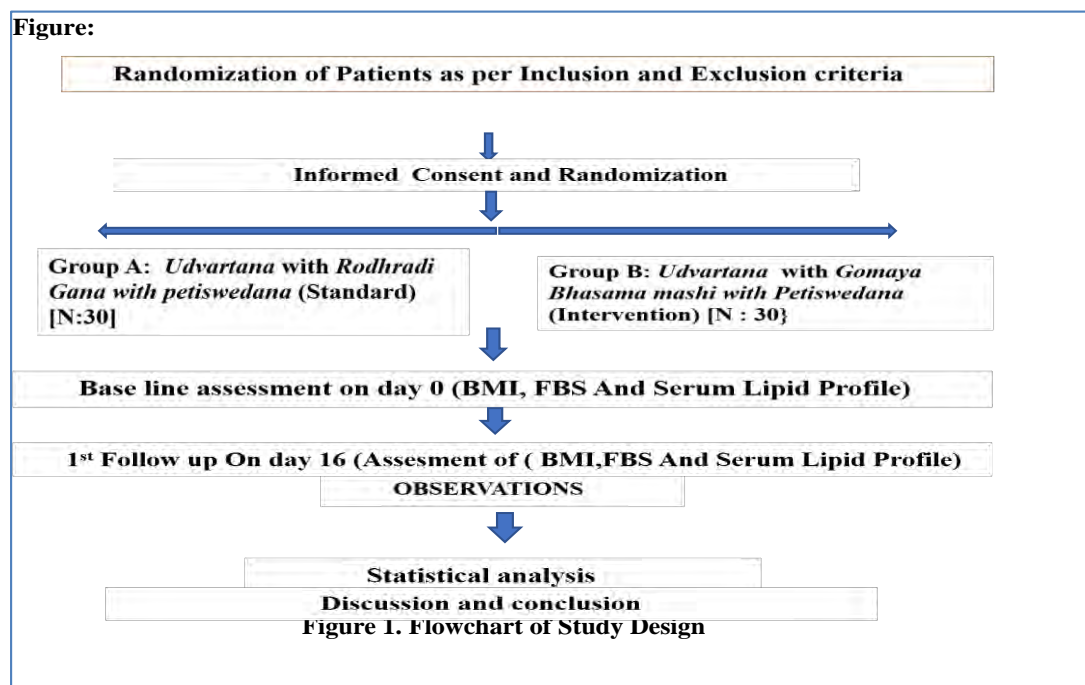 Figure:
Randomization of Patients as per Inclusion and Exclusion criteria
Informed Consent and Randomization
Group A: Udvartana with Rodhradi
Gana with petiswedana (Standard)
[N:30]
Group B: Udvartana with Gomaya
Bhasama mashi with Petiswedana
(Intervention) [N : 30}
Base line assessment on day 0 (BMI, FBS And Serum Lipid Profile)
1st Follow up On day 16 (Assesment of ( BMI,FBS And Serum Lipid Profile)
OBSERVATIONS
Statistical analysis
Discussion and conclusion
Figure 1. Flowchart of Study Design